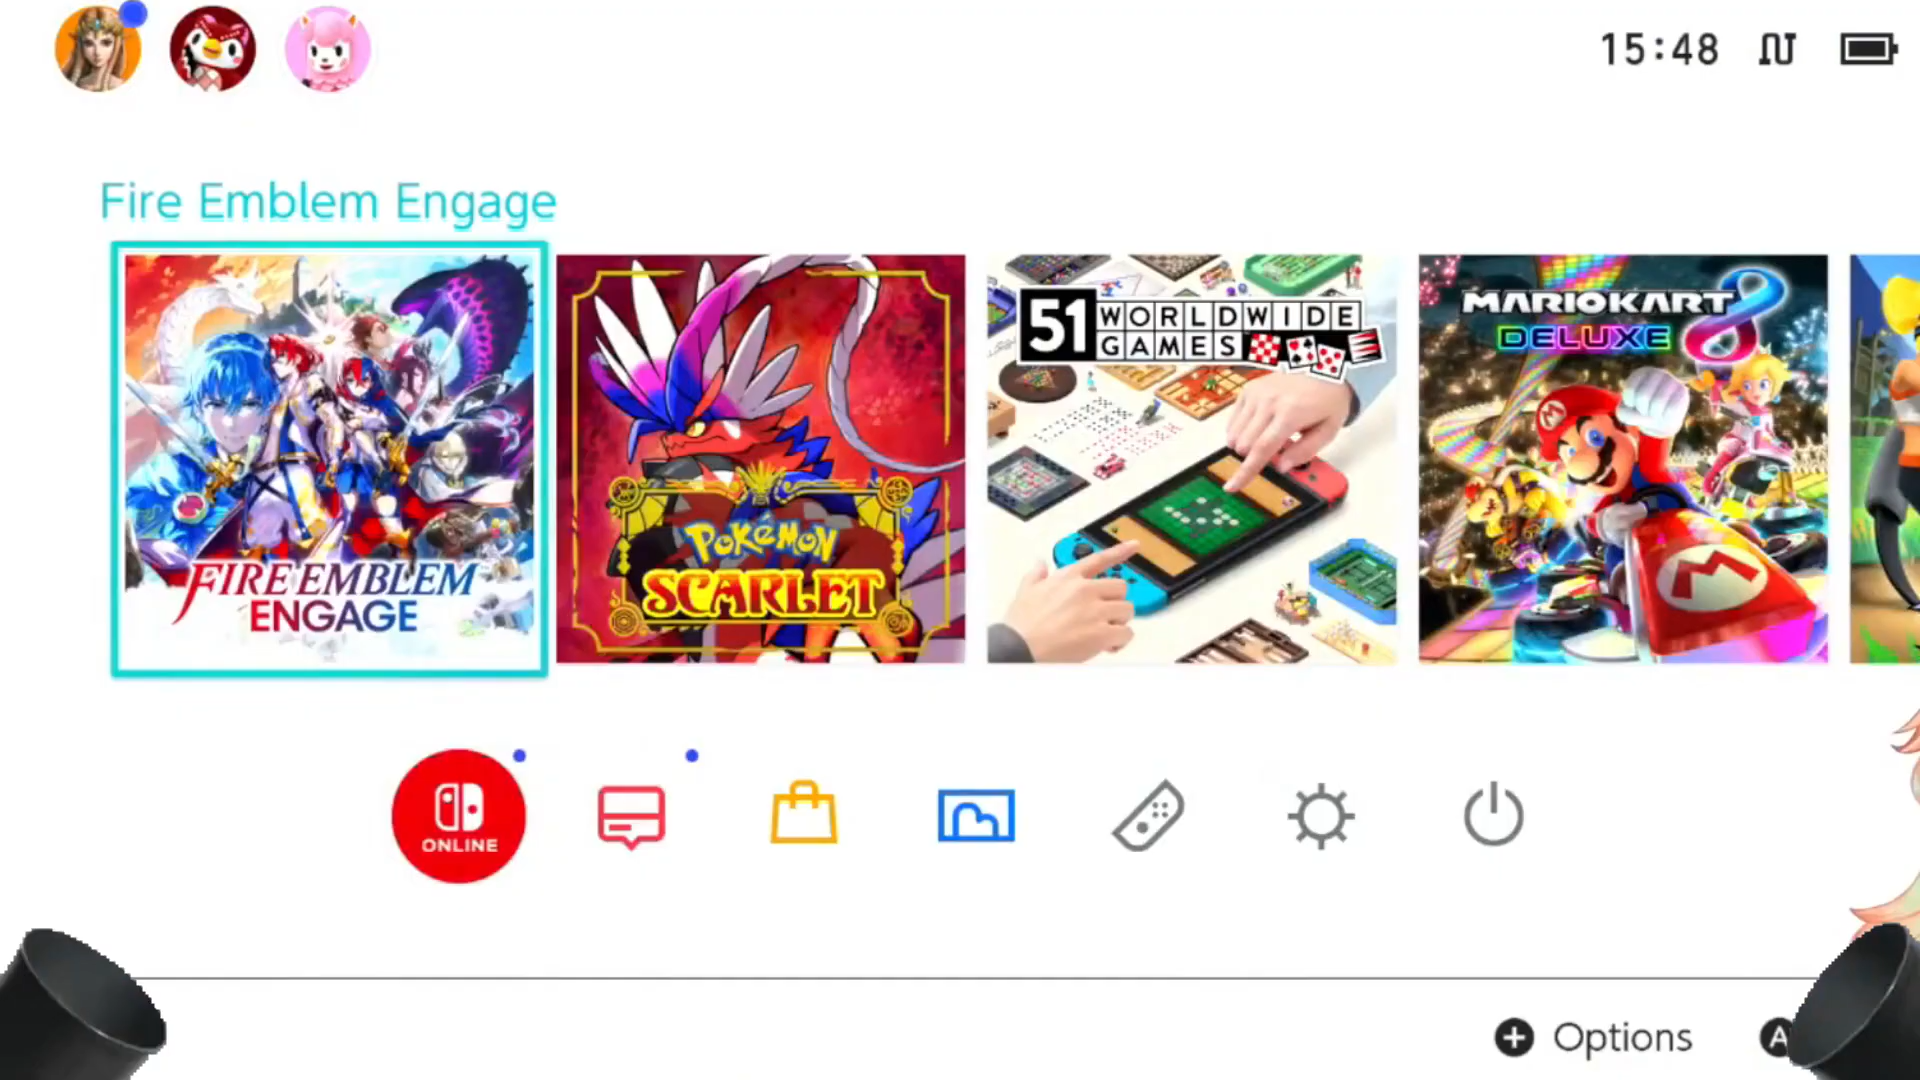 15:48
Fire Emblem Engage
FIRE EMBLEM
ENGAGE
POKÉMON
SCARLET
51 WORLDWIDE
GAMES
MARIOKART 8
DELUXE
ONLINE
+ Options
A